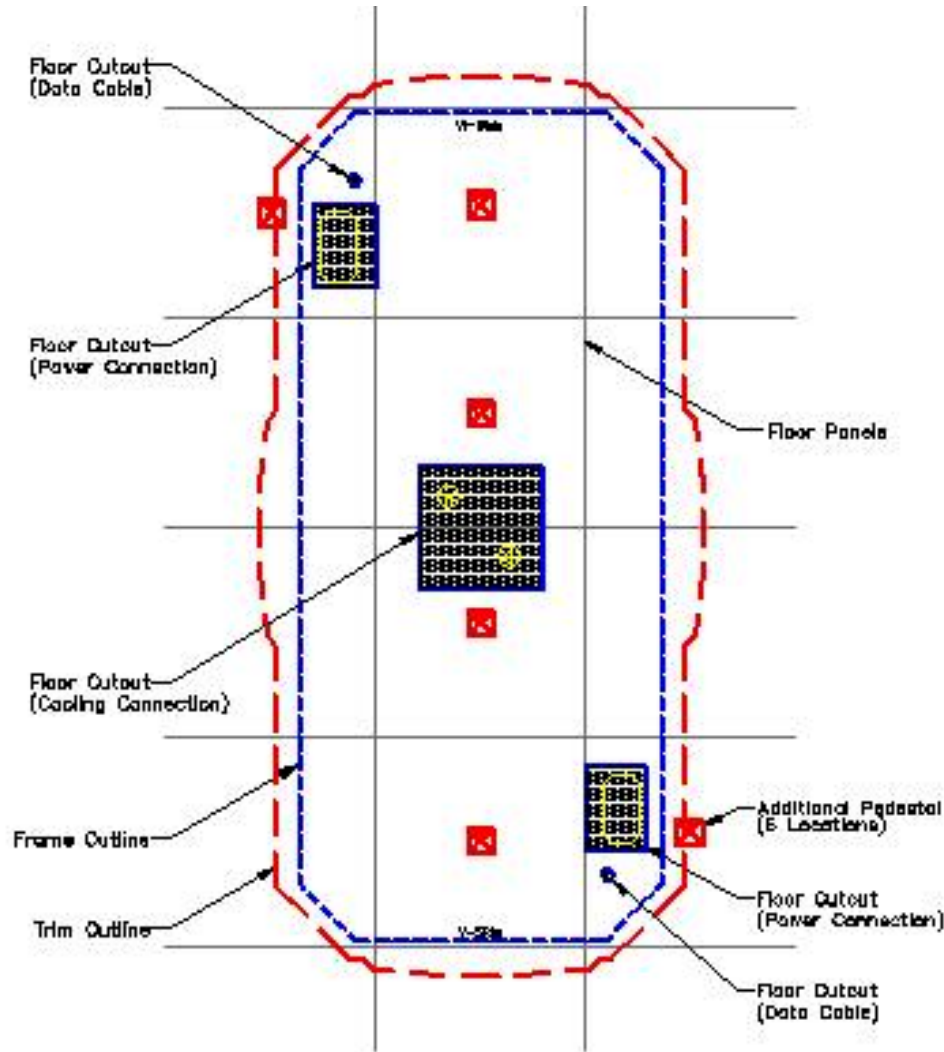 Floor Cutout
(Data Cable)
Floor Cutout
(Power Connection)
Floor Panels
Floor Cutout
(Cooling Connection)
Additional Pedestal
(6 Locations)
Frame Outline
Floor Cutout
(Power Connection)
Trim Outline
Floor Cutout
(Data Cable)